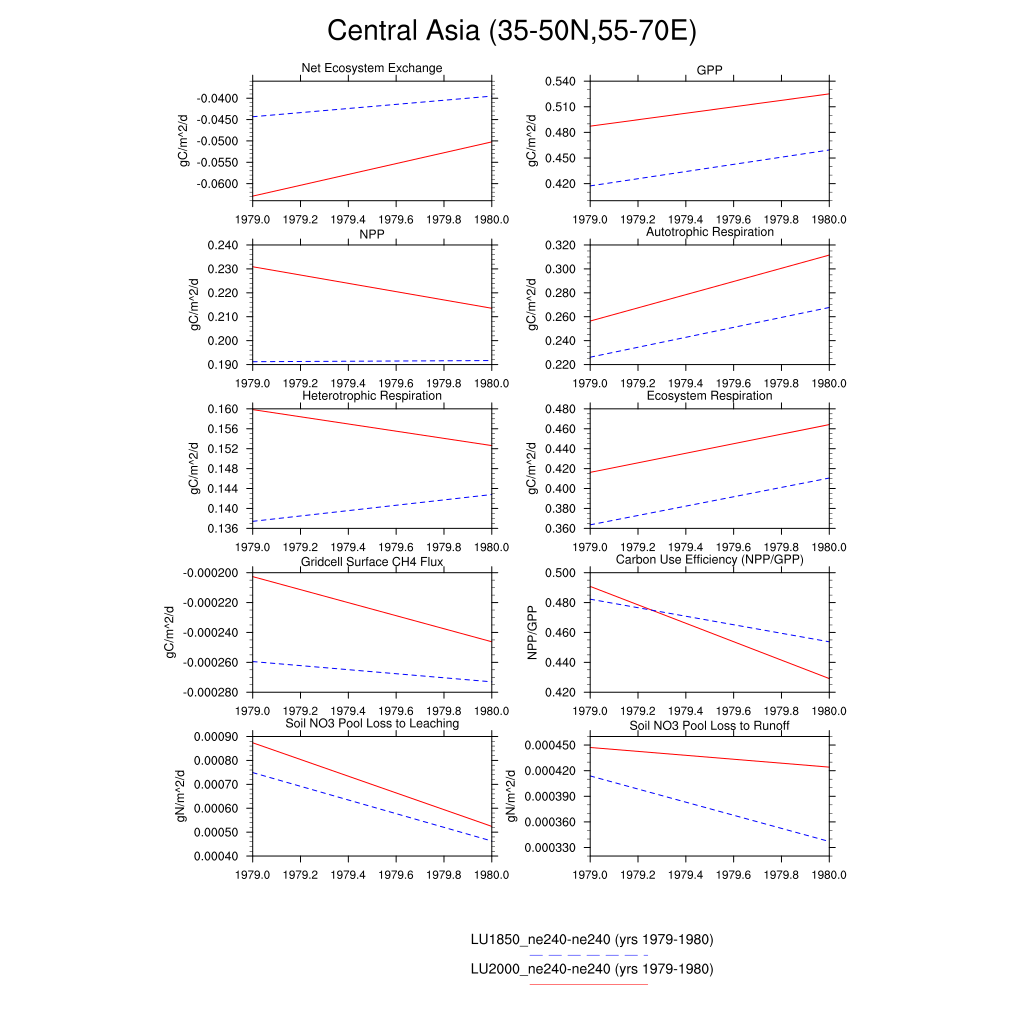 Central Asia (35-50N,55-70E)
Net Ecosystem Exchange
gC/m^2/d
-0.0400
-0.0450
-0.0500
-0.0550
-0.0600
1979.0 1979.2 1979.4 1979.6 1979.8 1980.0
GPP
gC/m^2/d
0.540
0.510
0.480
0.450
0.420
1979.0 1979.2 1979.4 1979.6 1979.8 1980.0
NPP
gC/m^2/d
0.240
0.230
0.220
0.210
0.200
0.190
1979.0 1979.2 1979.4 1979.6 1979.8 1980.0
Autotrophic Respiration
gC/m^2/d
0.320
0.300
0.280
0.260
0.240
0.220
1979.0 1979.2 1979.4 1979.6 1979.8 1980.0
Heterotrophic Respiration
gC/m^2/d
0.160
0.156
0.152
0.148
0.144
0.140
0.136
1979.0 1979.2 1979.4 1979.6 1979.8 1980.0
Ecosystem Respiration
gC/m^2/d
0.480
0.460
0.440
0.420
0.400
0.380
0.360
1979.0 1979.2 1979.4 1979.6 1979.8 1980.0
Gridcell Surface CH4 Flux
gC/m^2/d
-0.000200
-0.000220
-0.000240
-0.000260
-0.000280
1979.0 1979.2 1979.4 1979.6 1979.8 1980.0
Carbon Use Efficiency (NPP/GPP)
NPP/GPP
0.500
0.480
0.460
0.440
0.420
1979.0 1979.2 1979.4 1979.6 1979.8 1980.0
Soil NO3 Pool Loss to Leaching
gN/m^2/d
0.00090
0.00080
0.00070
0.00060
0.00050
0.00040
1979.0 1979.2 1979.4 1979.6 1979.8 1980.0
Soil NO3 Pool Loss to Runoff
gN/m^2/d
0.000450
0.000420
0.000390
0.000360
0.000330
1979.0 1979.2 1979.4 1979.6 1979.8 1980.0
LU1850_ne240-ne240 (yrs 1979-1980)
LU2000_ne240-ne240 (yrs 1979-1980)